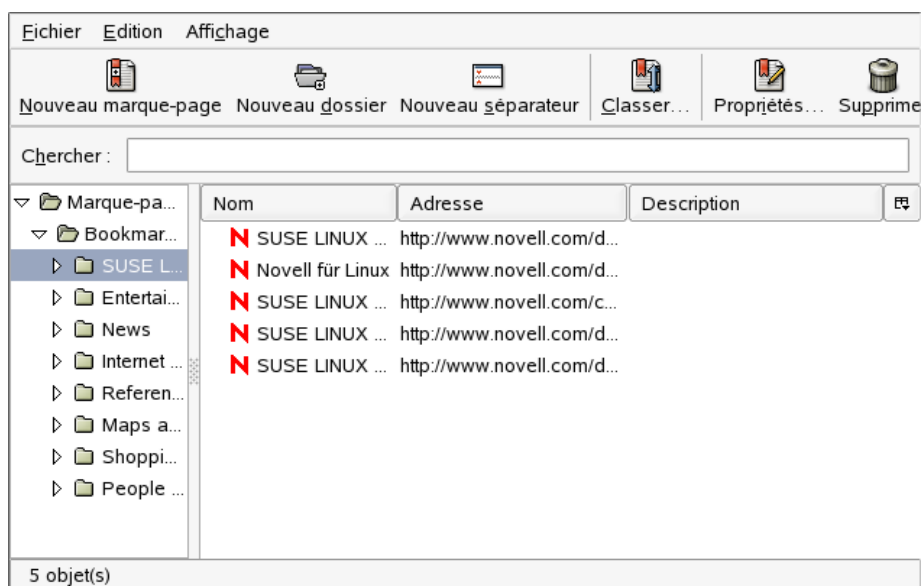 Fichier Edition Affichage
Nouveau marque-page Nouveau dossier Nouveau séparateur Classer... Propriétés... Supprime
Chercher :
Marque-pa...
Bookmar...
SUSE L...
Entertai...
News
Internet ...
Referen...
Maps a...
Shoppi...
People ...
Nom Adresse Description
SUSE LINUX ... http://www.novell.com/d...
Novell für Linux http://www.novell.com/d...
SUSE LINUX ... http://www.novell.com/c...
SUSE LINUX ... http://www.novell.com/d...
SUSE LINUX ... http://www.novell.com/d...
5 objet(s)